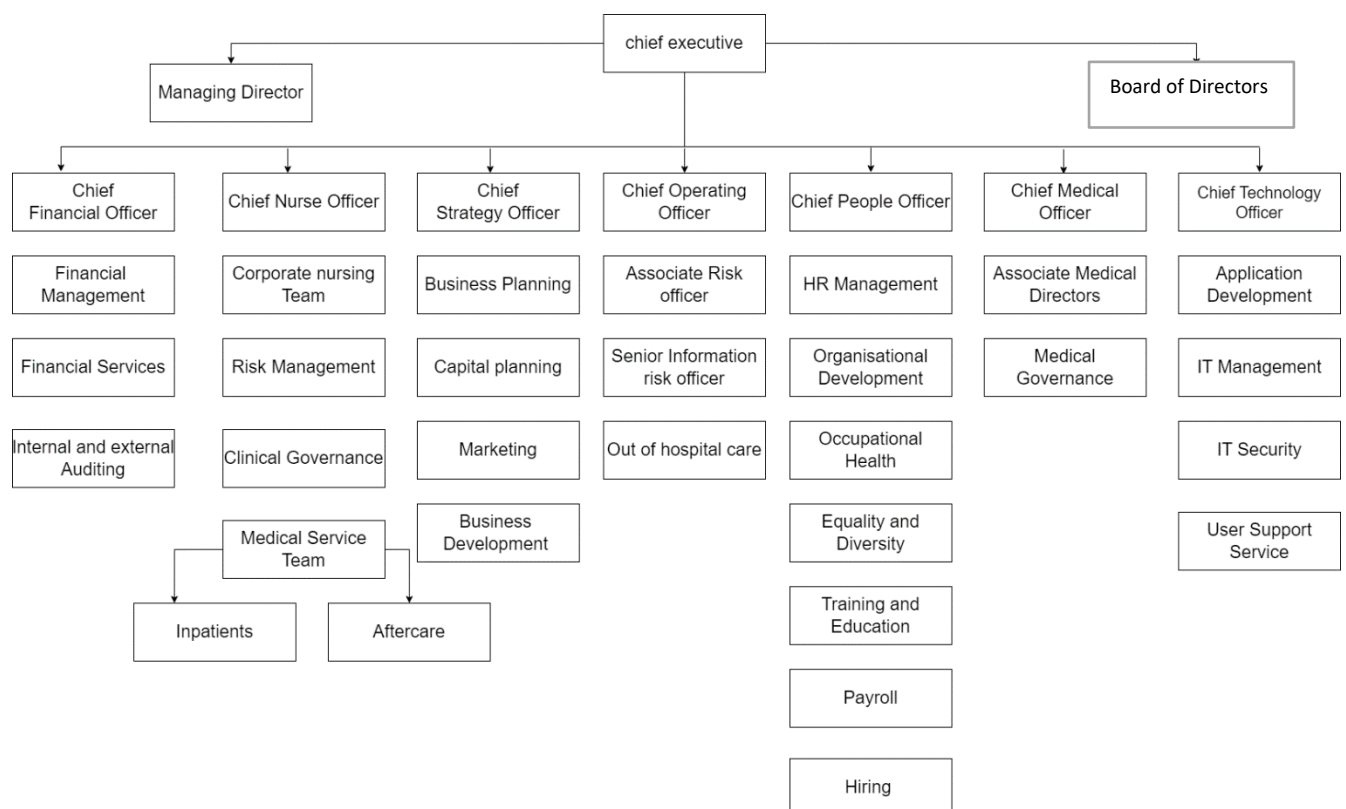 chief executive
Managing Director
Board of Directors
Chief
Financial Officer
Chief Nurse Officer
Chief
Strategy Officer
Chief Operating
Officer
Chief People Officer
Chief Medical
Officer
Chief Technology
Officer
Financial
Management
Corporate nursing
Team
Business Planning
Associate Risk
officer
HR Management
Associate Medical
Directors
Application
Development
Financial Services
Risk Management
Capital planning
Senior Information
risk officer
Organisational
Development
Medical
Governance
IT Management
Internal and external
Auditing
Clinical Governance
Marketing
Out of hospital care
Occupational
Health
IT Security
Medical Service
Team
Business
Development
Equality and
Diversity
User Support
Service
Inpatients
Aftercare
Training and
Education
Payroll
Hiring